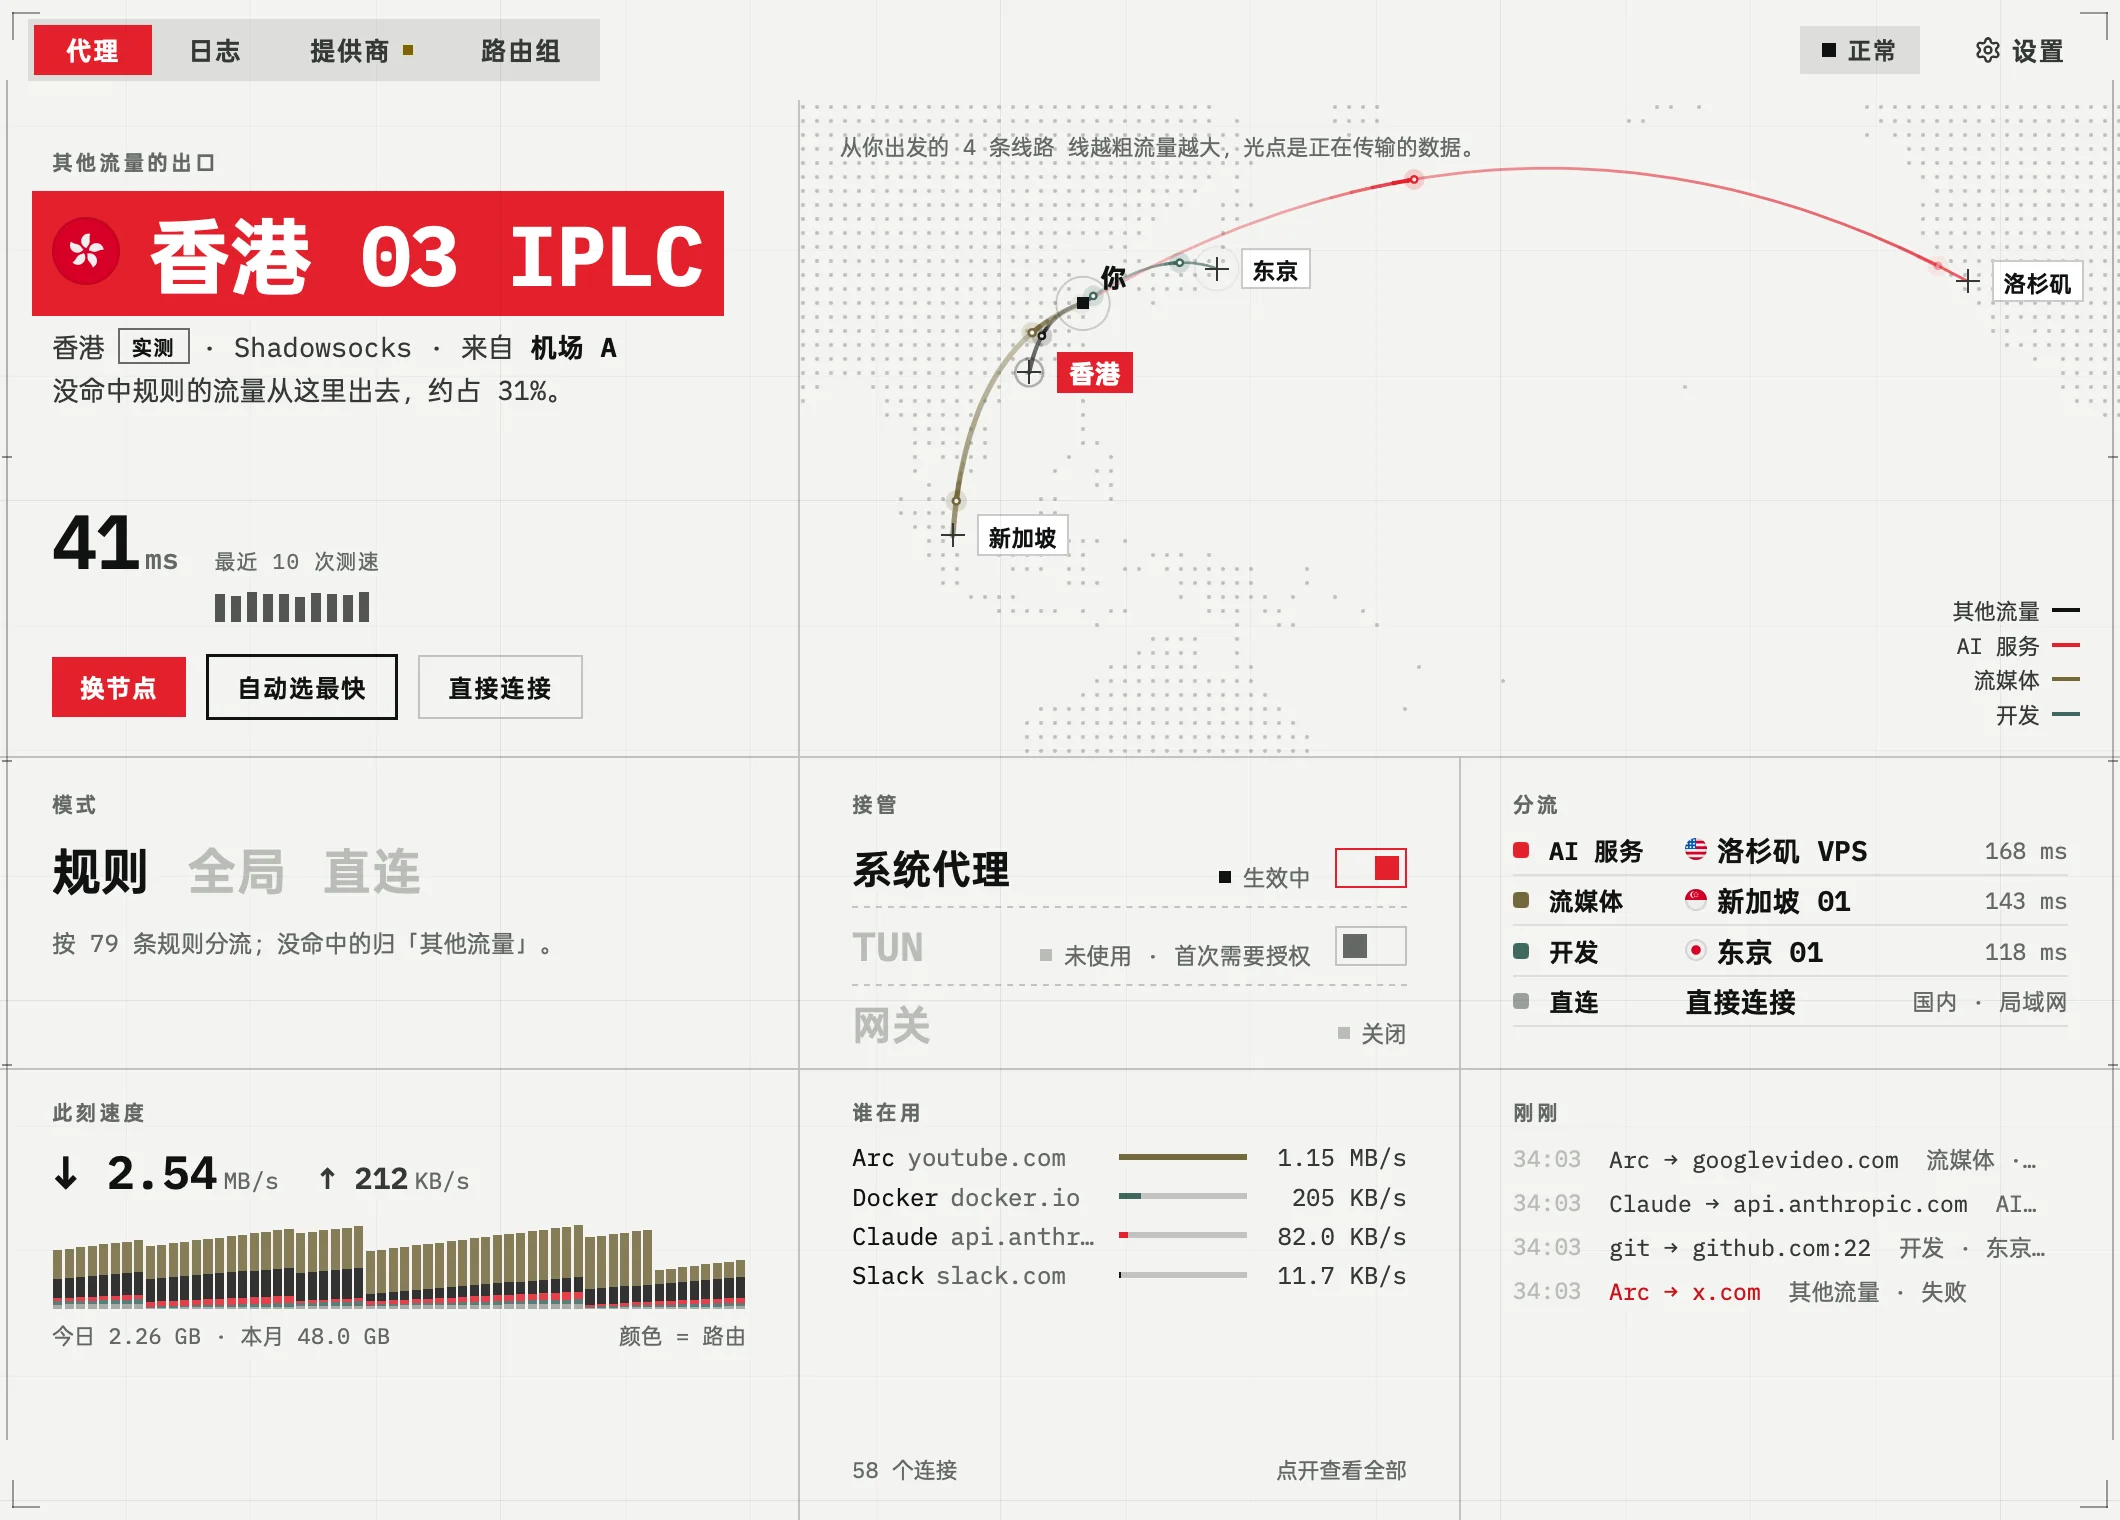 代理 日志 提供商 路由组 正常 设置
其他流量的出口
香港 03 IPLC
香港 实测 · Shadowsocks · 来自 机场 A
没命中规则的流量从这里出去，约占 31%。
41 ms 最近 10 次测速
换节点 自动选最快 直接连接
从你出发的 4 条线路 线越粗流量越大，光点是正在传输的数据。
你
东京
洛杉矶
香港
新加坡
其他流量
AI 服务
流媒体
开发
模式
规则 全局 直连
按 79 条规则分流；没命中的归「其他流量」。
接管
系统代理 生效中
TUN 未使用 · 首次需要授权
网关 关闭
分流
AI 服务 洛杉矶 VPS 168 ms
流媒体 新加坡 01 143 ms
开发 东京 01 118 ms
直连 直接连接 国内 · 局域网
此刻速度
↓ 2.54 MB/s ↑ 212 KB/s
今日 2.26 GB · 本月 48.0 GB 颜色 = 路由
谁在用
Arc youtube.com 1.15 MB/s
Docker docker.io 205 KB/s
Claude api.anthr… 82.0 KB/s
Slack slack.com 11.7 KB/s
58 个连接 点开查看全部
刚刚
34:03 Arc → googlevideo.com 流媒体 ·…
34:03 Claude → api.anthropic.com AI…
34:03 git → github.com:22 开发 · 东京…
34:03 Arc → x.com 其他流量 · 失败